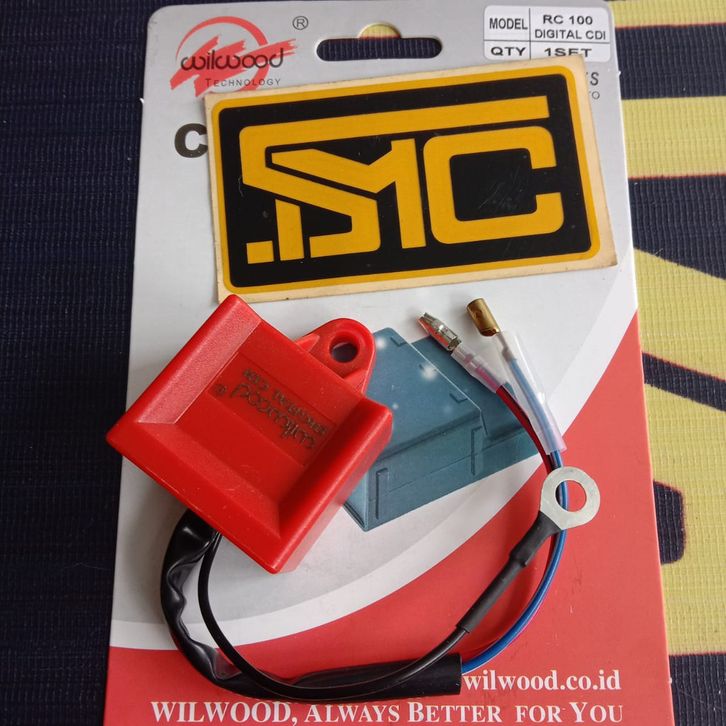 wilwood ®
TECHNOLOGY
MODEL RC 100
DIGITAL CDI
QTY 1SET
C
SMC
wilwood ®
wilwood.co.id
WILWOOD, ALWAYS BETTER FOR YOU